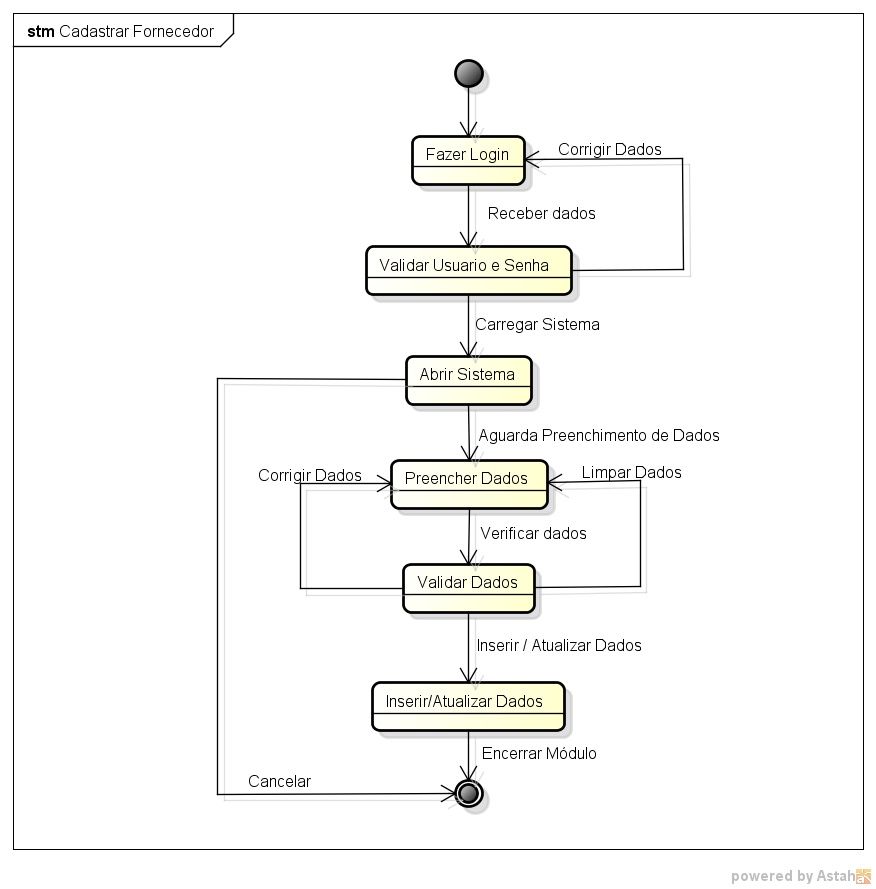 stm Cadastrar Fornecedor
Fazer Login
Corrigir Dados
Receber dados
Validar Usuario e Senha
Carregar Sistema
Abrir Sistema
Aguarda Preenchimento de Dados
Corrigir Dados
Preencher Dados
Limpar Dados
Verificar dados
Validar Dados
Inserir / Atualizar Dados
Inserir/Atualizar Dados
Encerrar Módulo
Cancelar
powered by Astah